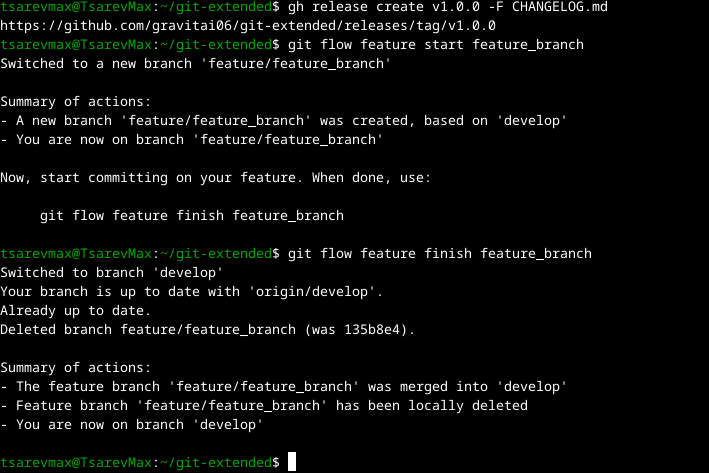 tsarevmax@TsarevMax:~/git-extended$ gh release create v1.0.0 -F CHANGELOG.md
https://github.com/gravitai06/git-extended/releases/tag/v1.0.0
tsarevmax@TsarevMax:~/git-extended$ git flow feature start feature_branch
Switched to a new branch 'feature/feature_branch'

Summary of actions:
- A new branch 'feature/feature_branch' was created, based on 'develop'
- You are now on branch 'feature/feature_branch'

Now, start committing on your feature. When done, use:

     git flow feature finish feature_branch

tsarevmax@TsarevMax:~/git-extended$ git flow feature finish feature_branch
Switched to branch 'develop'
Your branch is up to date with 'origin/develop'.
Already up to date.
Deleted branch feature/feature_branch (was 135b8e4).

Summary of actions:
- The feature branch 'feature/feature_branch' was merged into 'develop'
- Feature branch 'feature/feature_branch' has been locally deleted
- You are now on branch 'develop'

tsarevmax@TsarevMax:~/git-extended$